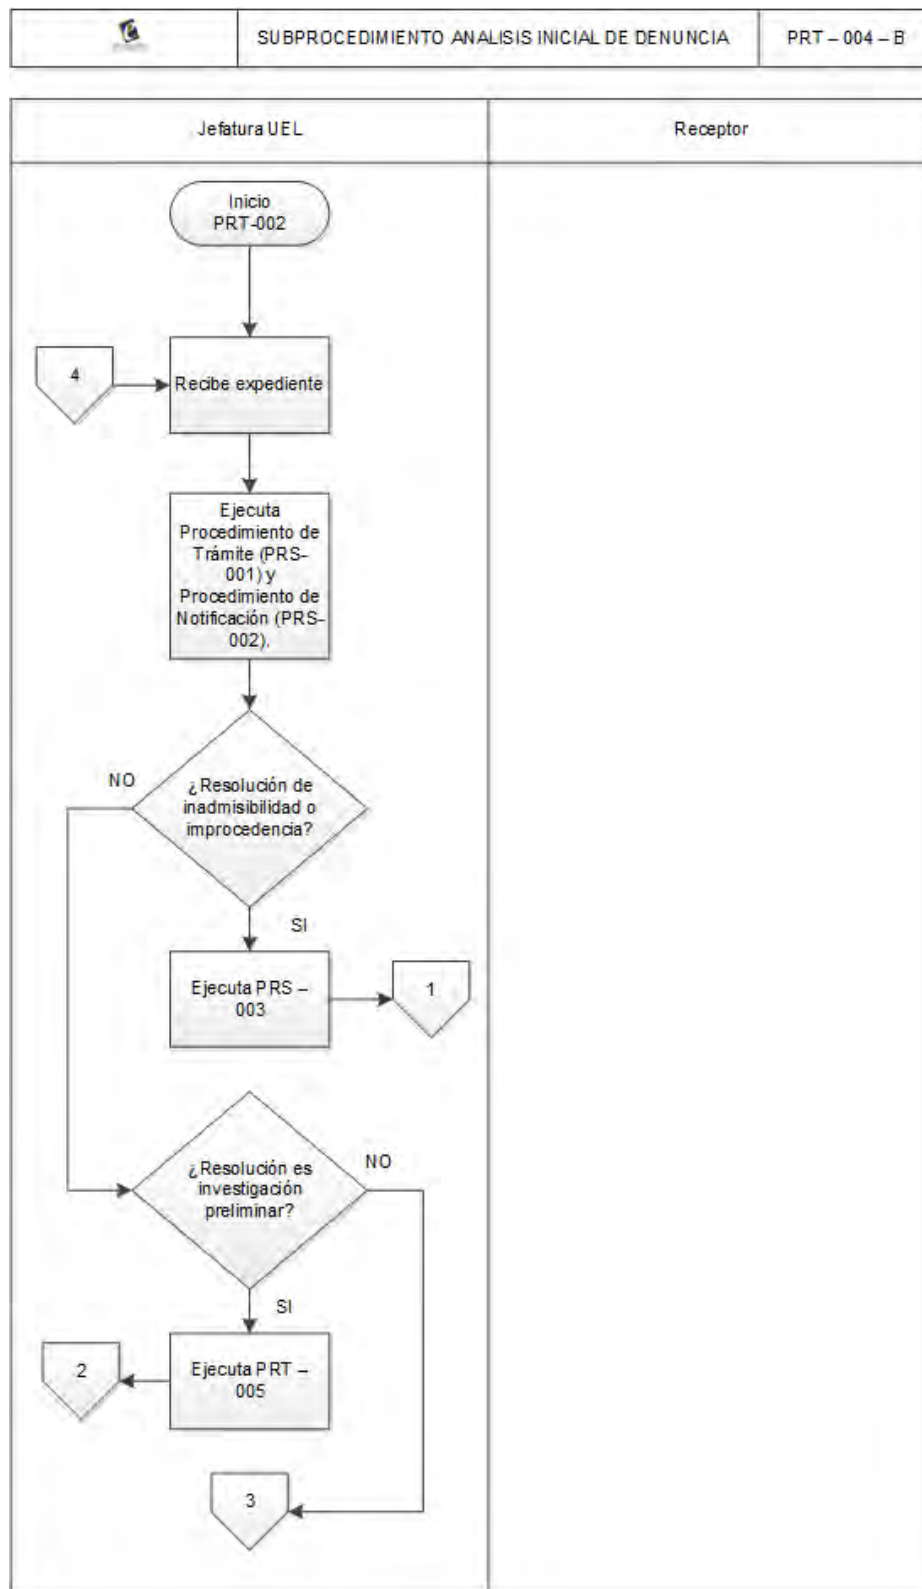 SUBPROCEDIMIENTO ANALISIS INICIAL DE DENUNCIA
PRT – 004 – B
Jefatura UEL
Receptor
Inicio
PRT-002
4
Recibe expediente
Ejecuta
Procedimiento de
Trámite (PRS-
001) y
Procedimiento de
Notificación (PRS-
002).
NO
¿Resolución de
inadmisibilidad o
improcedencia?
SI
Ejecuta PRS –
003
1
¿Resolución es
investigación
preliminar?
NO
SI
2
Ejecuta PRT –
005
3